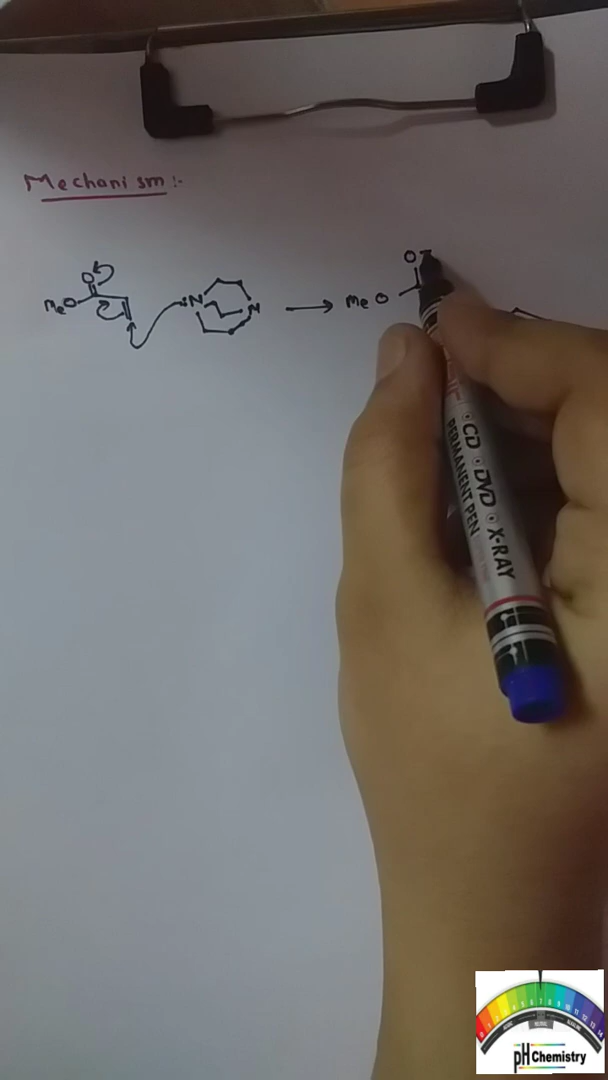 Mechanism :-
O
O
MeO
:N
N
MeO
• CD • DVD • X-RAY
PERMANENT PEN
pH Chemistry